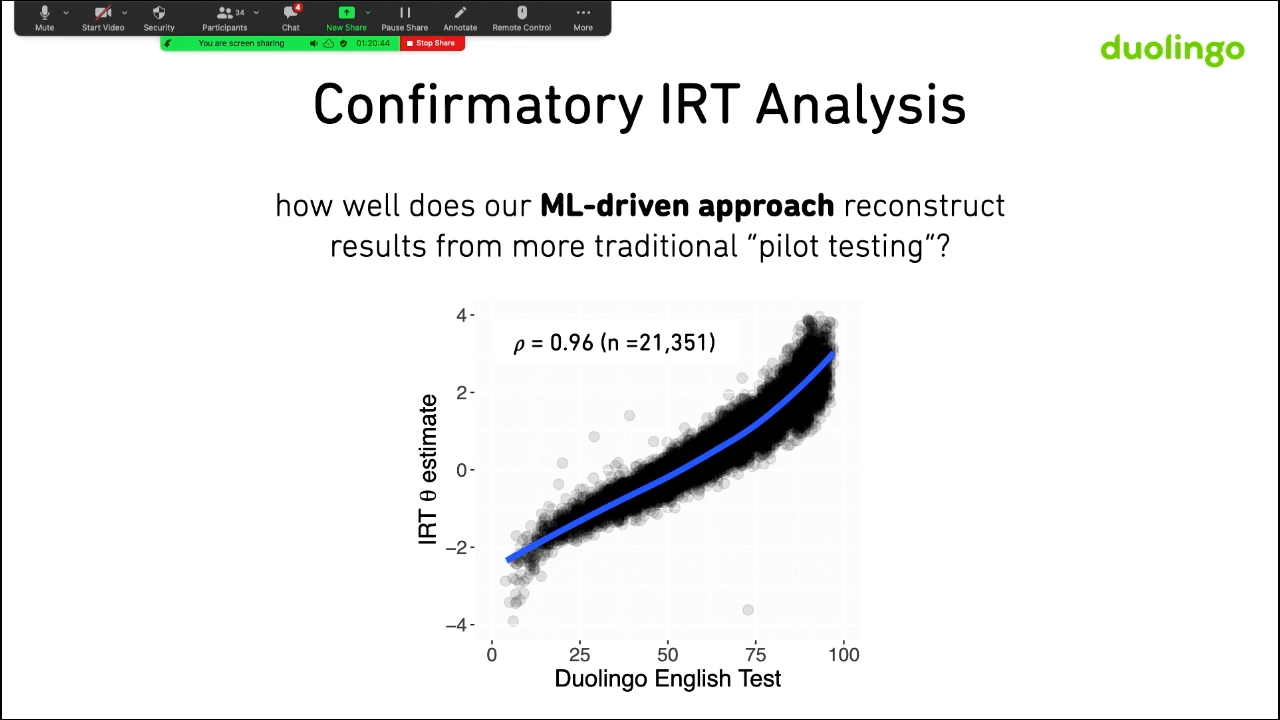 Mute
Start Video
Security
Participants
34
Chat
4
New Share
Pause Share
Annotate
Remote Control
More
You are screen sharing
01:20:44
Stop Share
duolingo
Confirmatory IRT Analysis
how well does our ML-driven approach reconstruct
results from more traditional “pilot testing”?
ρ = 0.96 (n =21,351)
IRT θ estimate
4
2
0
−2
−4
0 25 50 75 100
Duolingo English Test